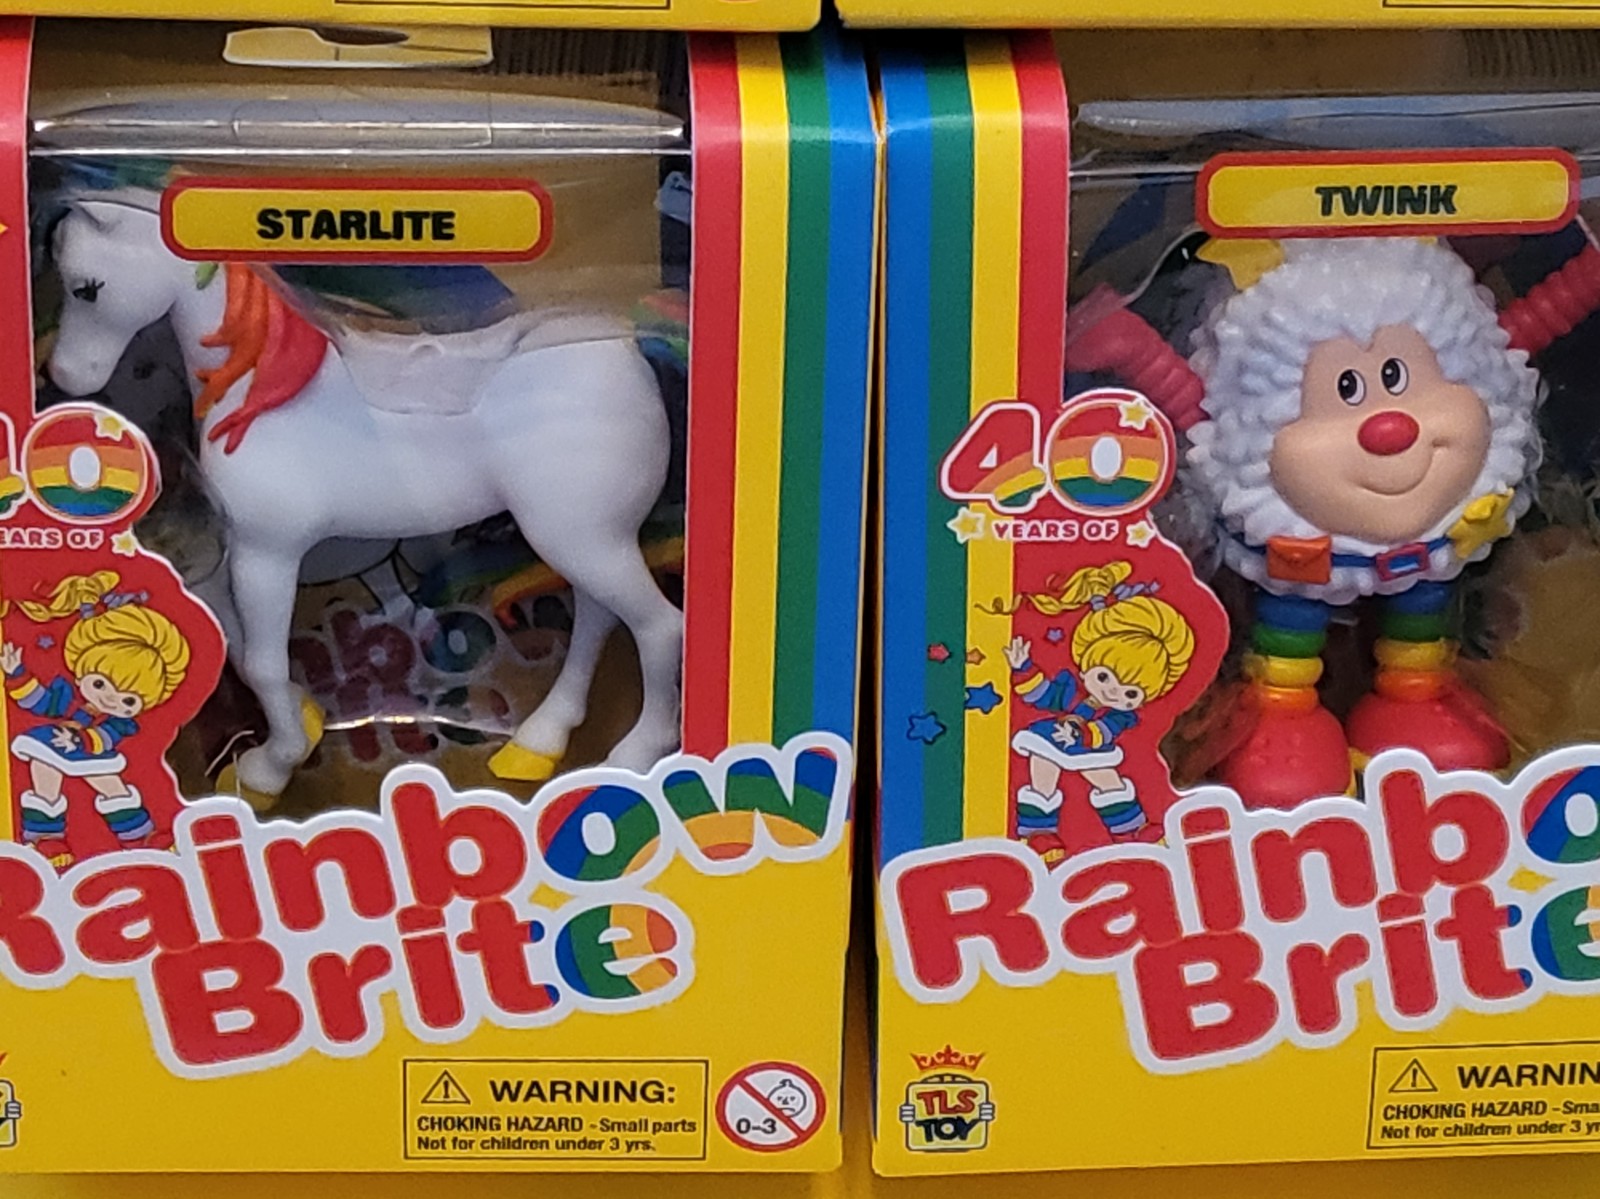 STARLITE
40
YEARS OF
Rainbow
Brite
WARNING:
CHOKING HAZARD - Small parts
Not for children under 3 yrs.
0-3
TWINK
40
YEARS OF
Rainbo
Brite
TLS
TOY
WARNIN
CHOKING HAZARD - Sma
Not for children under 3 yr